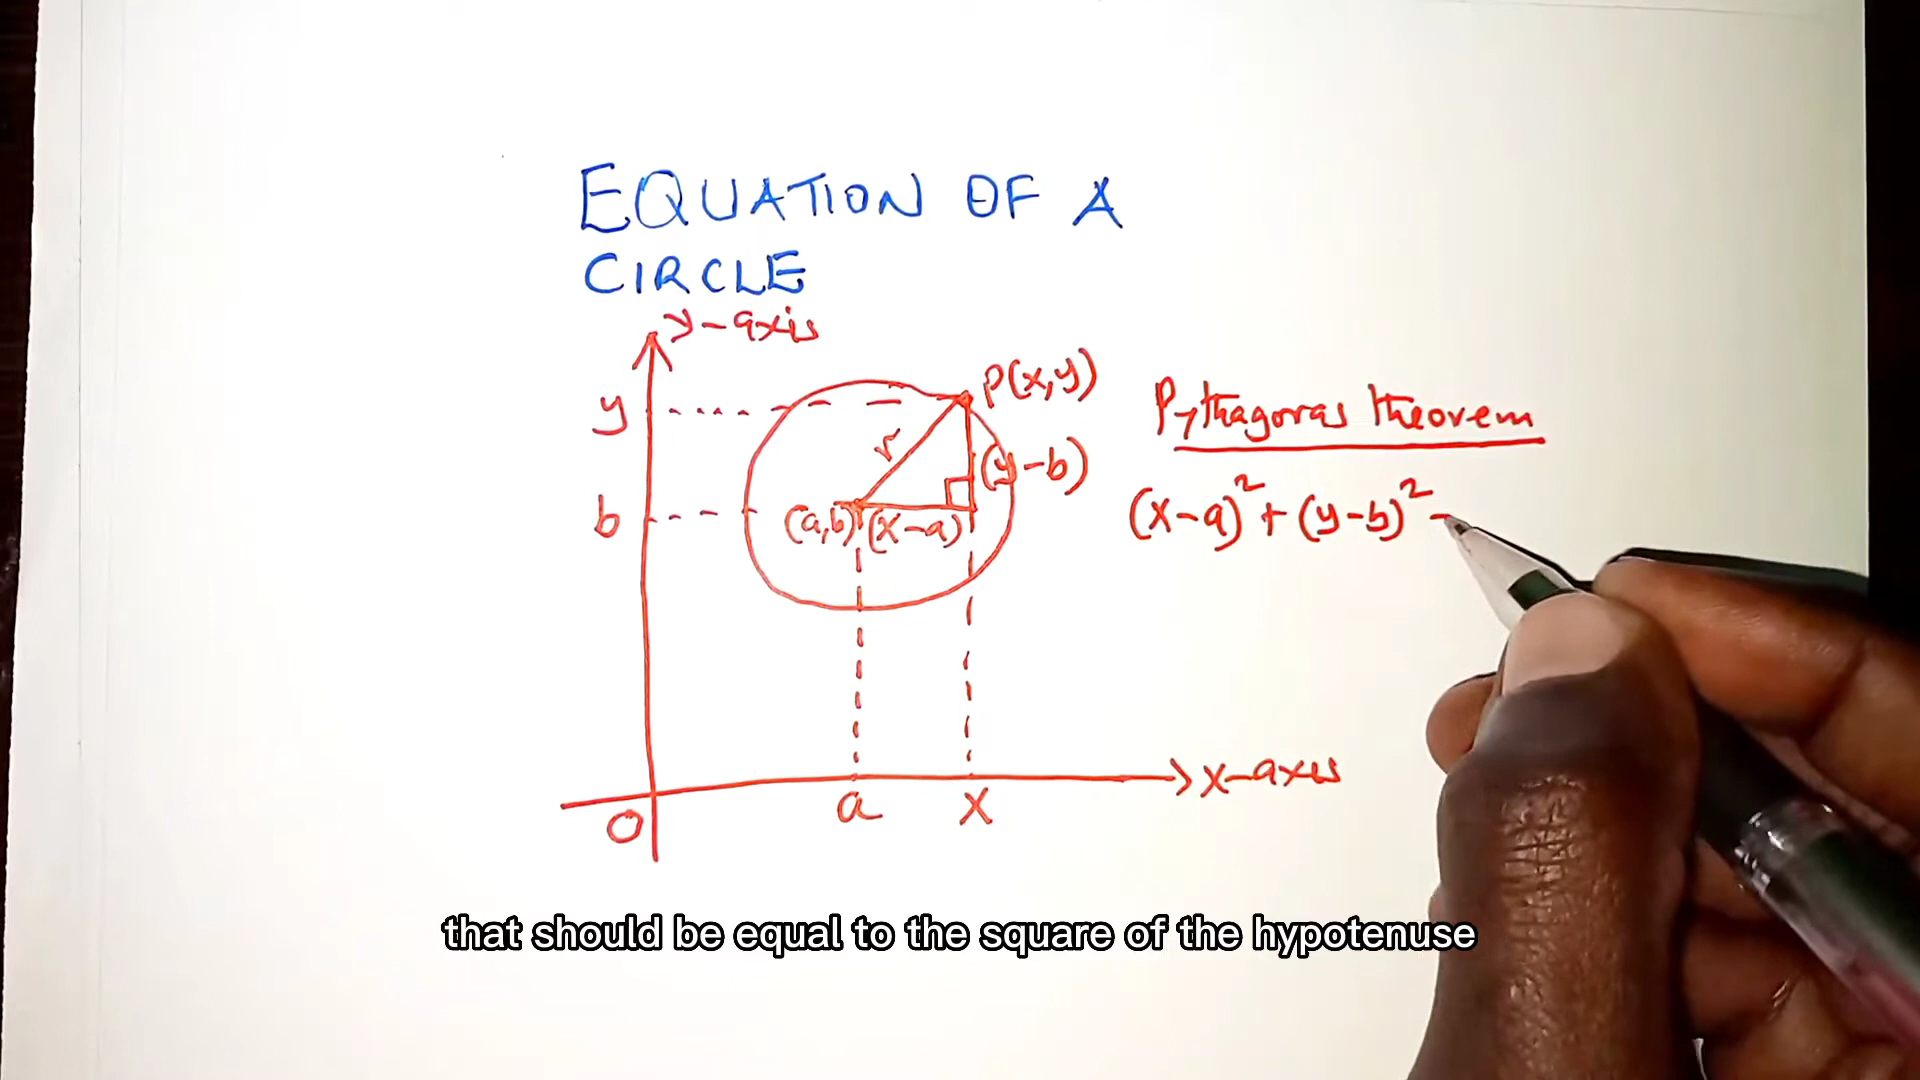 EQUATION OF A
CIRCLE
y-axis
y
P(x,y)
r
(y-b)
b
(a,b)
(x-a)
Pythagoras theorem
(x-a)²+(y-b)² -
x-axis
a
x
O
that should be equal to the square of the hypotenuse